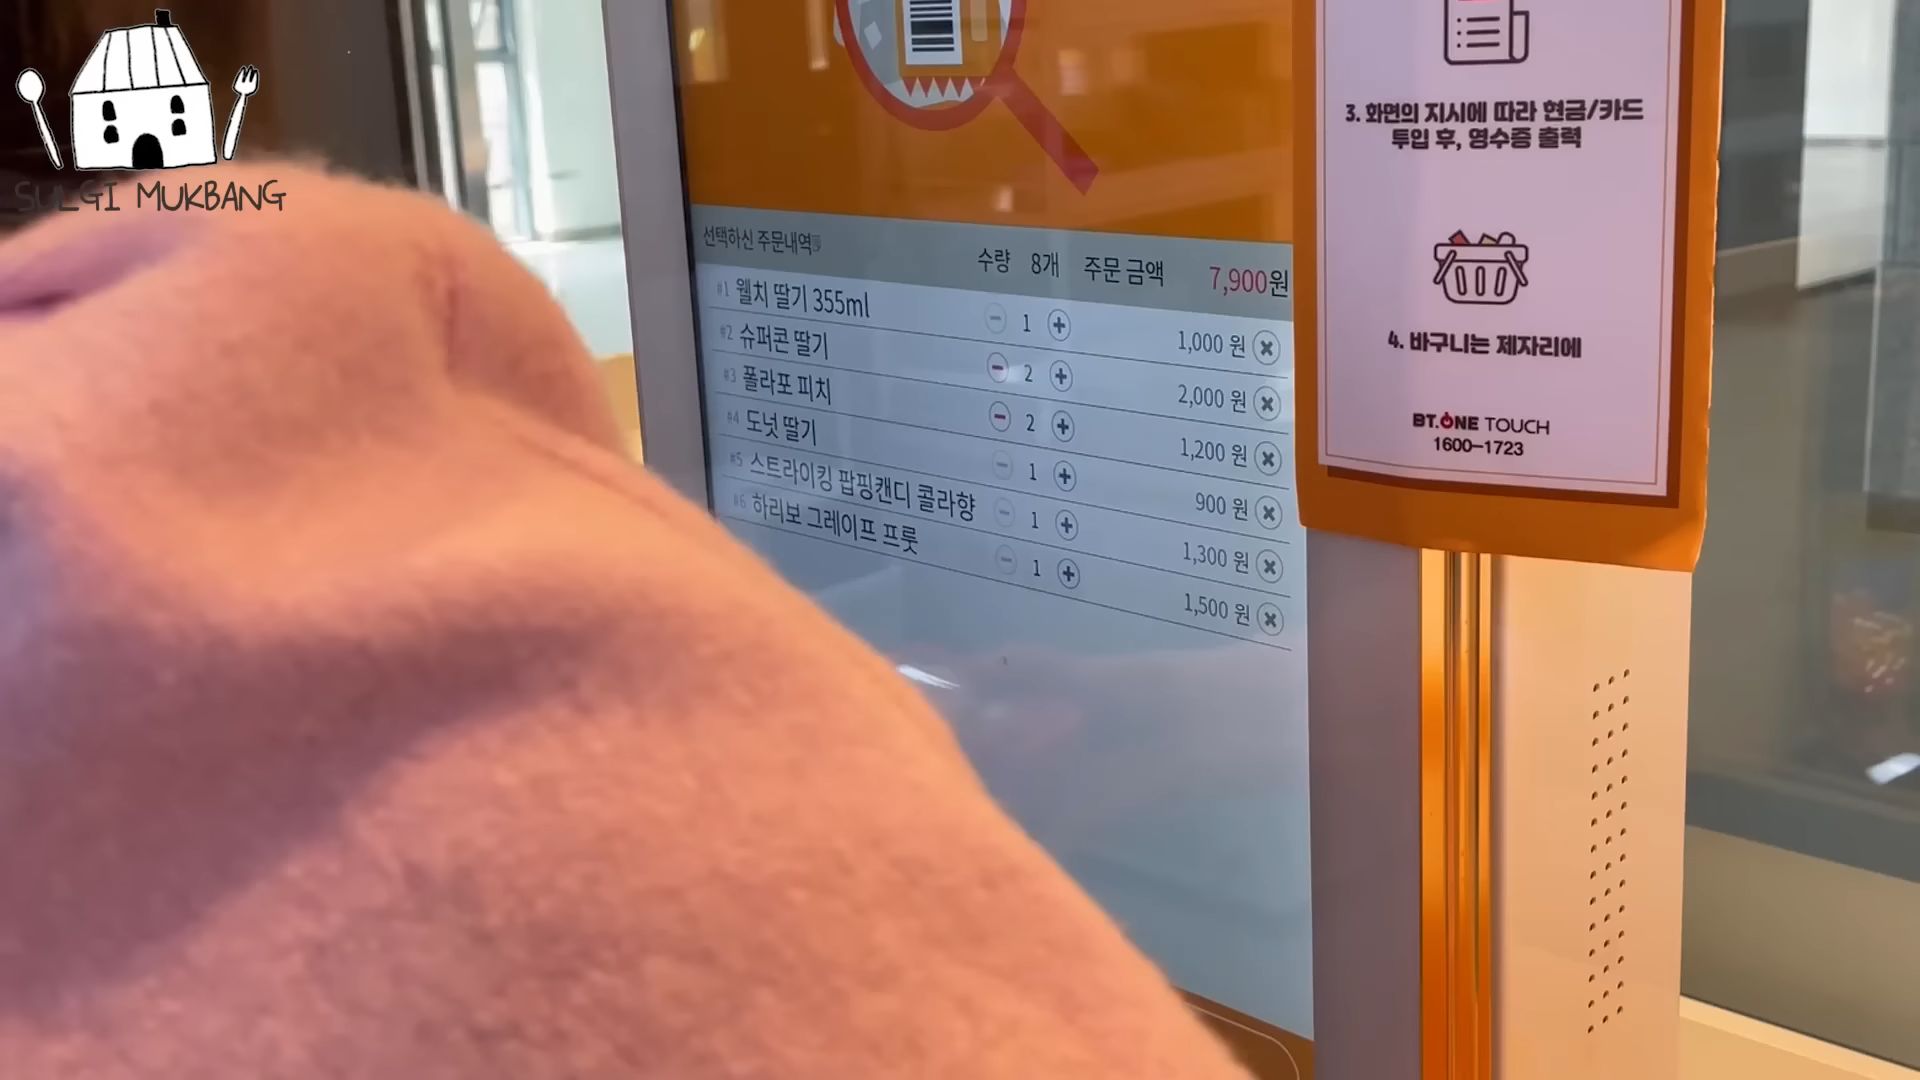 SULGI MUKBANG
선택하신 주문내역
수량 8개 주문 금액 7,900원
#1 웰치 딸기 355ml 1 1,000 원
#2 슈퍼콘 딸기 2 2,000 원
#3 폴라포 피치 2 1,200 원
#4 도넛 딸기 1 900 원
#5 스트라이킹 팝핑캔디 콜라향 1 1,300 원
#6 하리보 그레이프 프룻 1 1,500 원
3. 화면의 지시에 따라 현금/카드
투입 후, 영수증 출력
4. 바구니는 제자리에
BT.ONE TOUCH
1600-1723